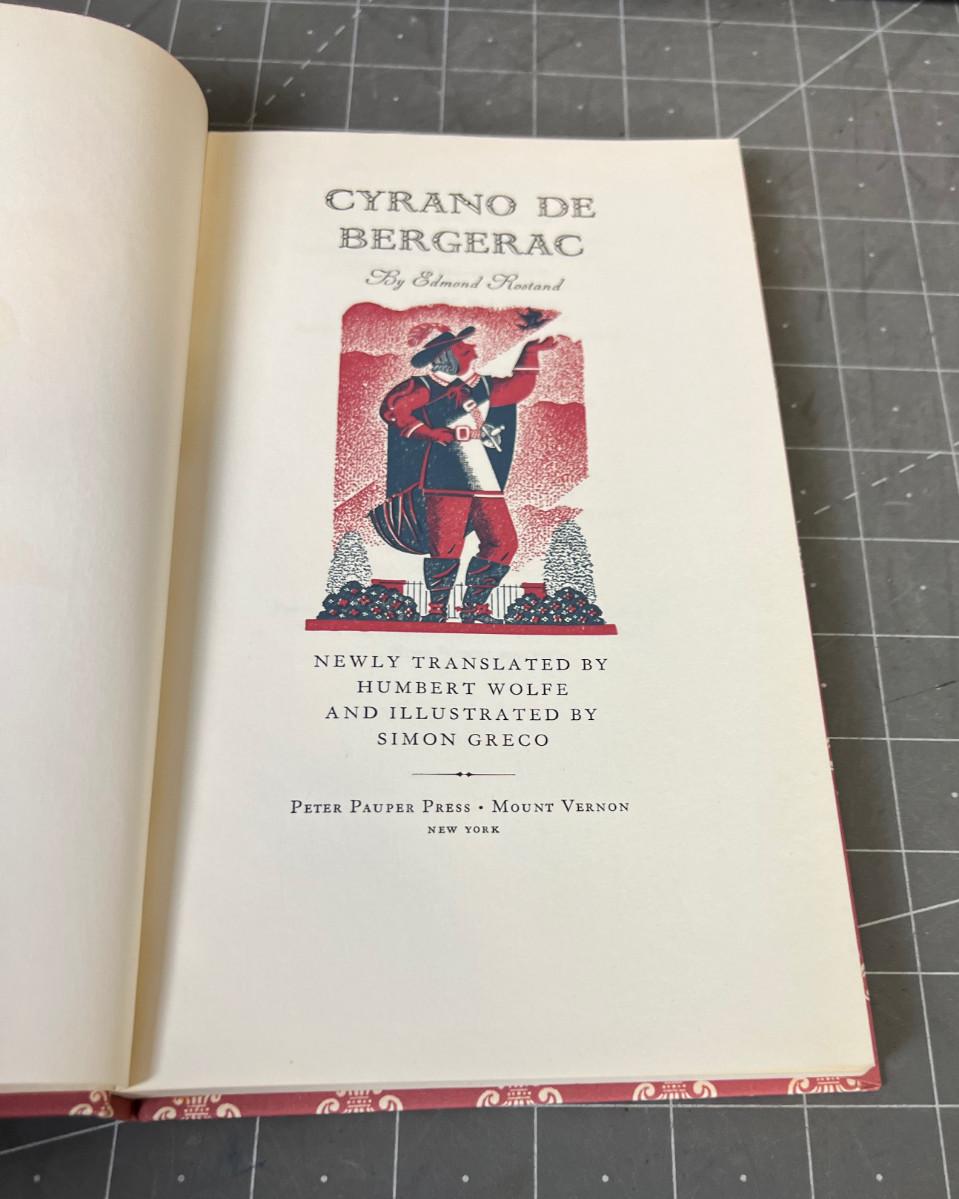 CYRANO DE
BERGERAC
By Edmond Rostand
NEWLY TRANSLATED BY
HUMBERT WOLFE
AND ILLUSTRATED BY
SIMON GRECO
PETER PAUPER PRESS • MOUNT VERNON
NEW YORK